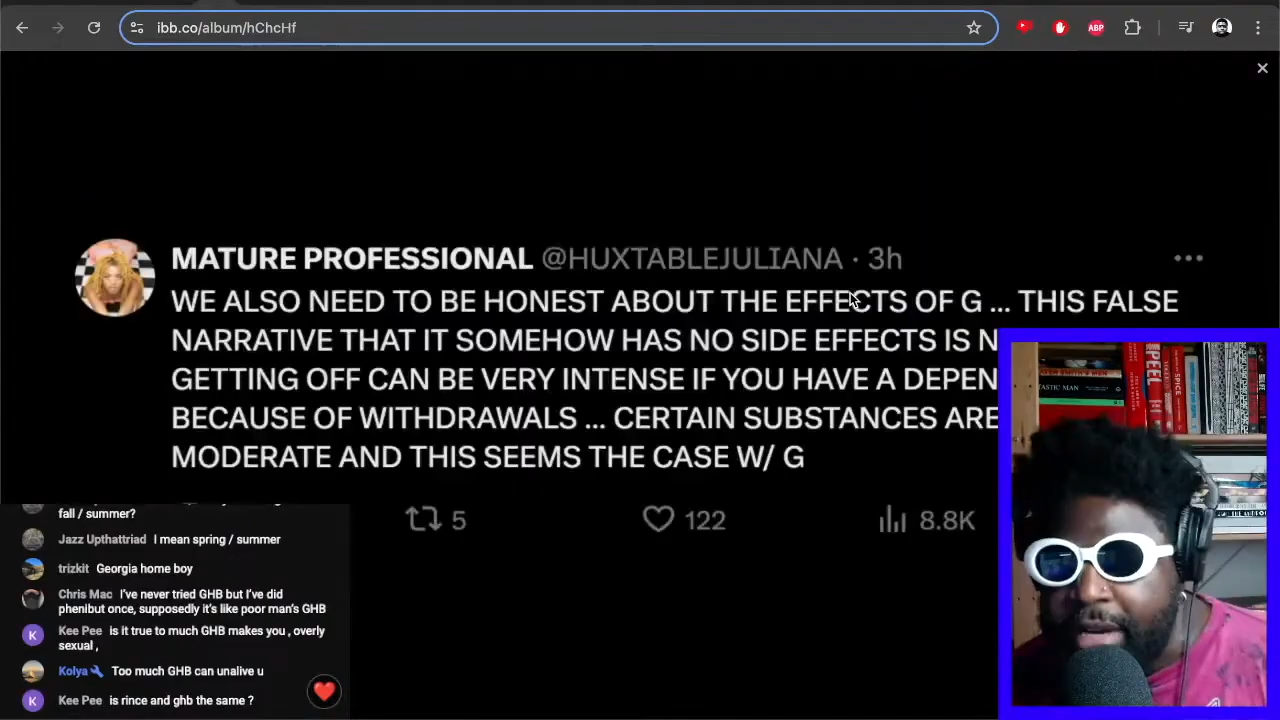 ibb.co/album/hChcHf
ABP
MATURE PROFESSIONAL @HUXTABLEJULIANA · 3h
WE ALSO NEED TO BE HONEST ABOUT THE EFFECTS OF G ... THIS FALSE
NARRATIVE THAT IT SOMEHOW HAS NO SIDE EFFECTS IS N
GETTING OFF CAN BE VERY INTENSE IF YOU HAVE A DEPEN
BECAUSE OF WITHDRAWALS ... CERTAIN SUBSTANCES ARE
MODERATE AND THIS SEEMS THE CASE W/ G
5 122 8.8K
fall / summer?
Jazz Upthattriad I mean spring / summer
trizkit Georgia home boy
Chris Mac I've never tried GHB but I've did
phenibut once, supposedly it's like poor man's GHB
K Kee Pee is it true to much GHB makes you , overly
sexual ,
Kolya Too much GHB can unalive u
K Kee Pee is rince and ghb the same ?
TASTIC MAN
SPEEL
SPICE